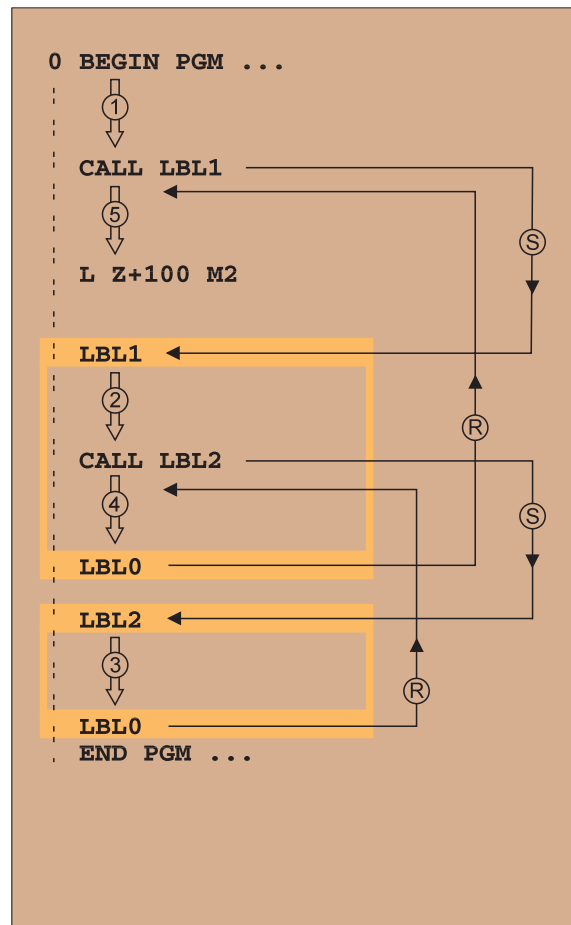 0 BEGIN PGM ...
1
CALL LBL1
5
S
L Z+100 M2
LBL1
2
R
CALL LBL2
4
S
LBL0
LBL2
3
R
LBL0
END PGM ...